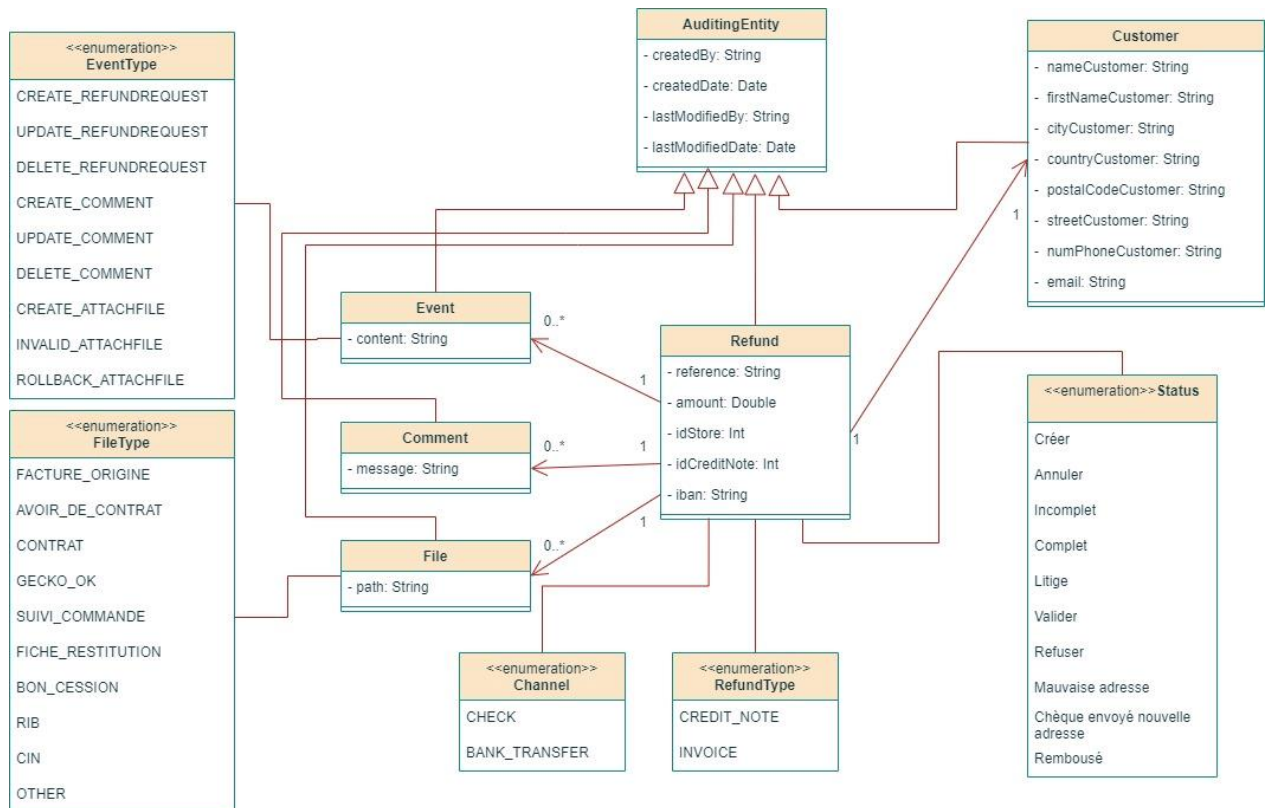 <<enumeration>>
EventType
CREATE_REFUNDREQUEST
UPDATE_REFUNDREQUEST
DELETE_REFUNDREQUEST
CREATE_COMMENT
UPDATE_COMMENT
DELETE_COMMENT
CREATE_ATTACHFILE
INVALID_ATTACHFILE
ROLLBACK_ATTACHFILE
<<enumeration>>
FileType
FACTURE_ORIGINE
AVOIR_DE_CONTRAT
CONTRAT
GECKO_OK
SUIVI_COMMANDE
FICHE_RESTITUTION
BON_CESSION
RIB
CIN
OTHER
AuditingEntity
- createdBy: String
- createdDate: Date
- lastModifiedBy: String
- lastModifiedDate: Date
Customer
- nameCustomer: String
- firstNameCustomer: String
- cityCustomer: String
- countryCustomer: String
- postalCodeCustomer: String
- streetCustomer: String
- numPhoneCustomer: String
- email: String
1
Event
- content: String
0..*
1
Comment
- message: String
0..*
1
File
- path: String
0..*
1
Refund
- reference: String
- amount: Double
- idStore: Int
- idCreditNote: Int
- iban: String
1
<<enumeration>>
Channel
CHECK
BANK_TRANSFER
<<enumeration>>
RefundType
CREDIT_NOTE
INVOICE
<<enumeration>> Status
Créer
Annuler
Incomplet
Complet
Litige
Valider
Refuser
Mauvaise adresse
Chèque envoyé nouvelle
adresse
Rembousé